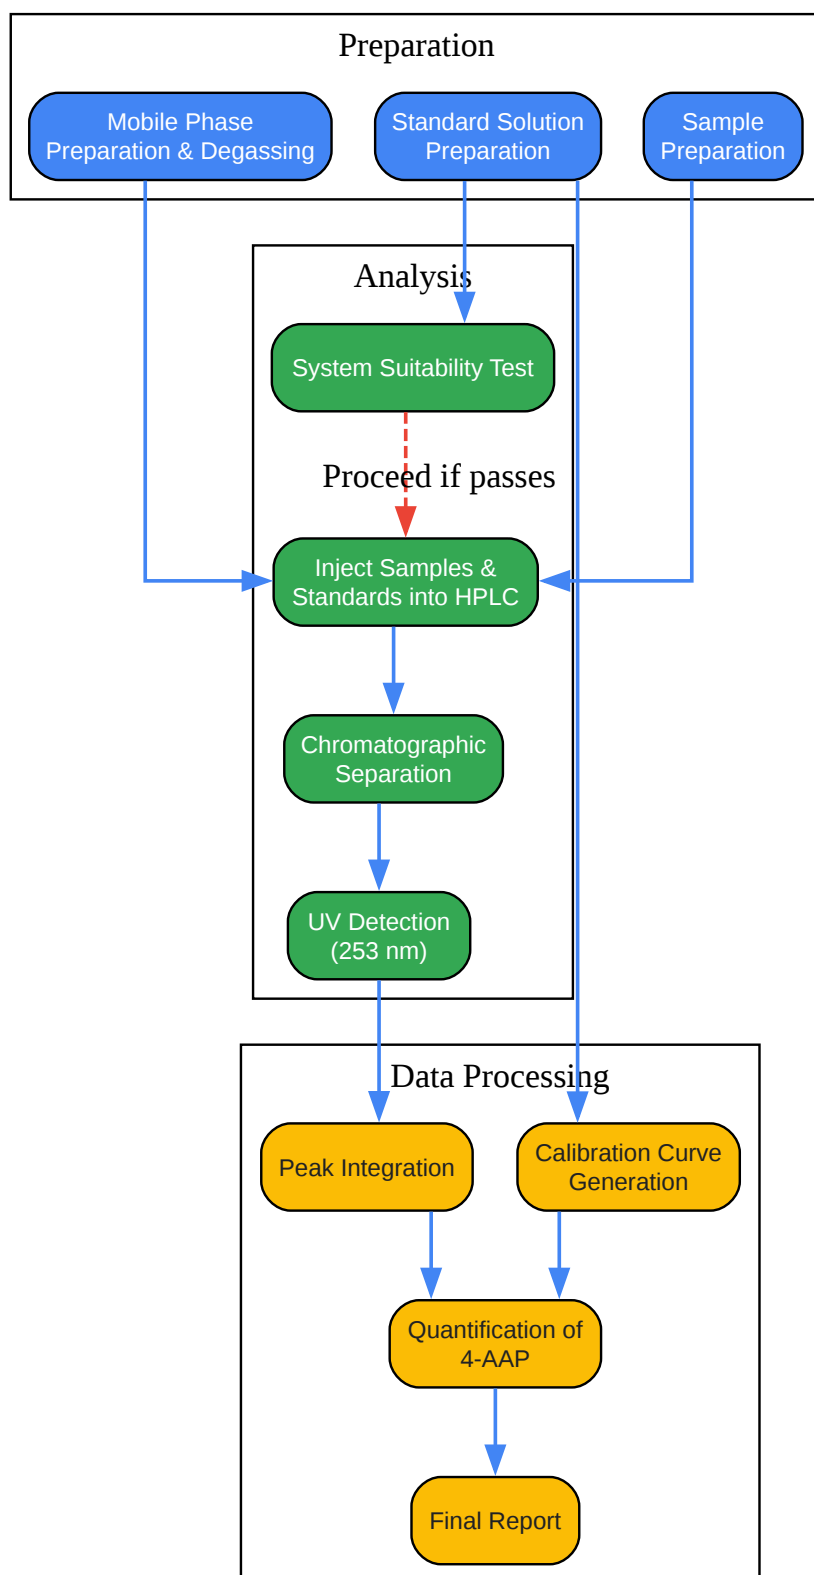 Preparation
Mobile Phase
Preparation & Degassing
Standard Solution
Preparation
Sample
Preparation
Analysis
System Suitability Test
Proceed if passes
Inject Samples &
Standards into HPLC
Chromatographic
Separation
UV Detection
(253 nm)
Data Processing
Peak Integration
Calibration Curve
Generation
Quantification of
4-AAP
Final Report